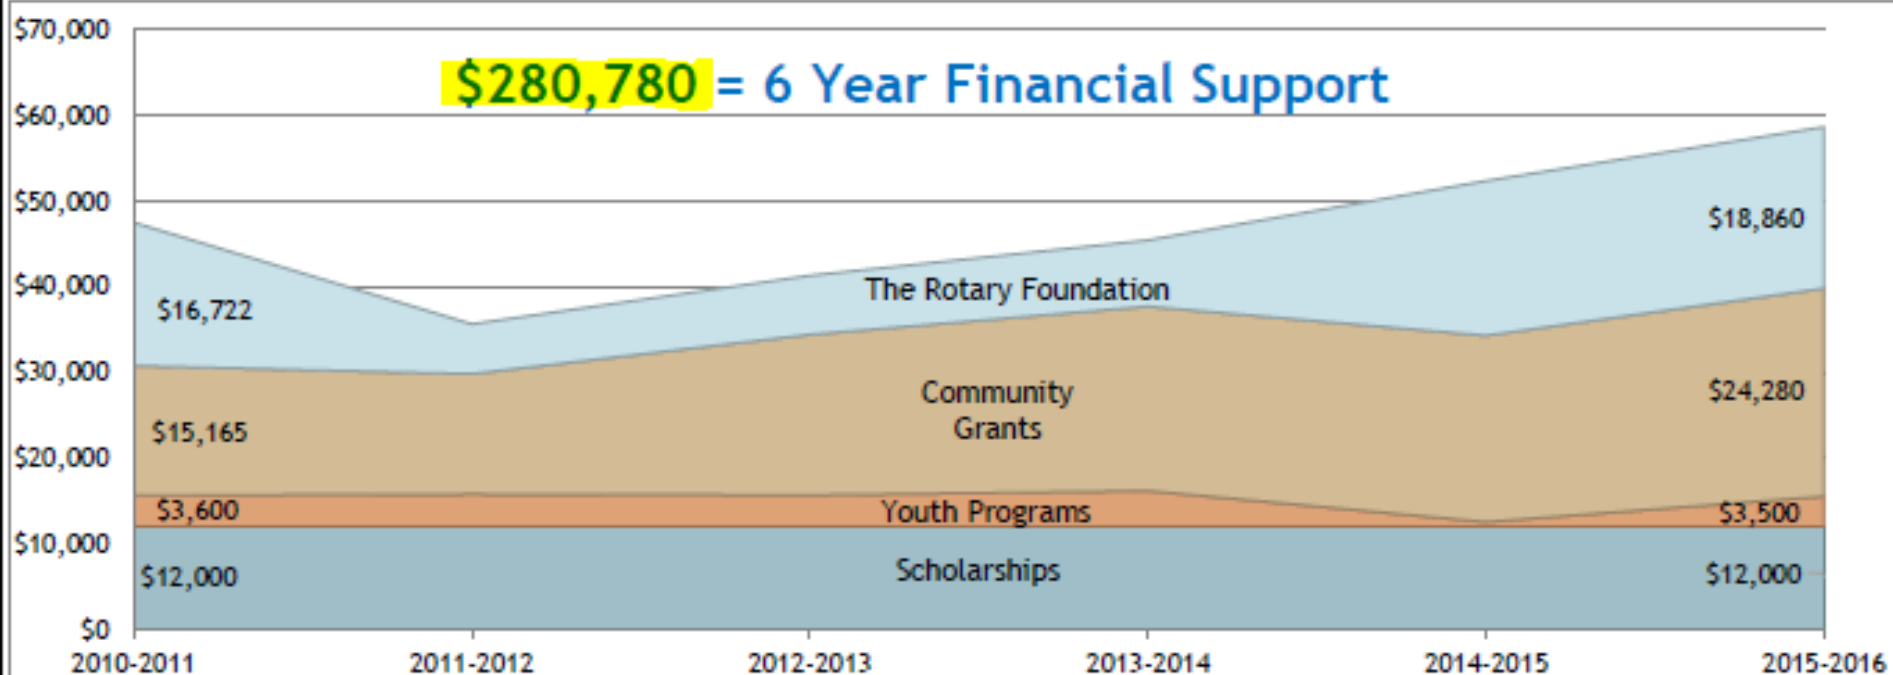 $70,000
$280,780 = 6 Year Financial Support
$60,000
$50,000
$18,860
$40,000
The Rotary Foundation
$16,722
$30,000
Community
Grants
$24,280
$15,165
$20,000
$3,600
Youth Programs
$3,500
$10,000
$12,000
Scholarships
$12,000
$0
2010-2011 2011-2012 2012-2013 2013-2014 2014-2015 2015-2016